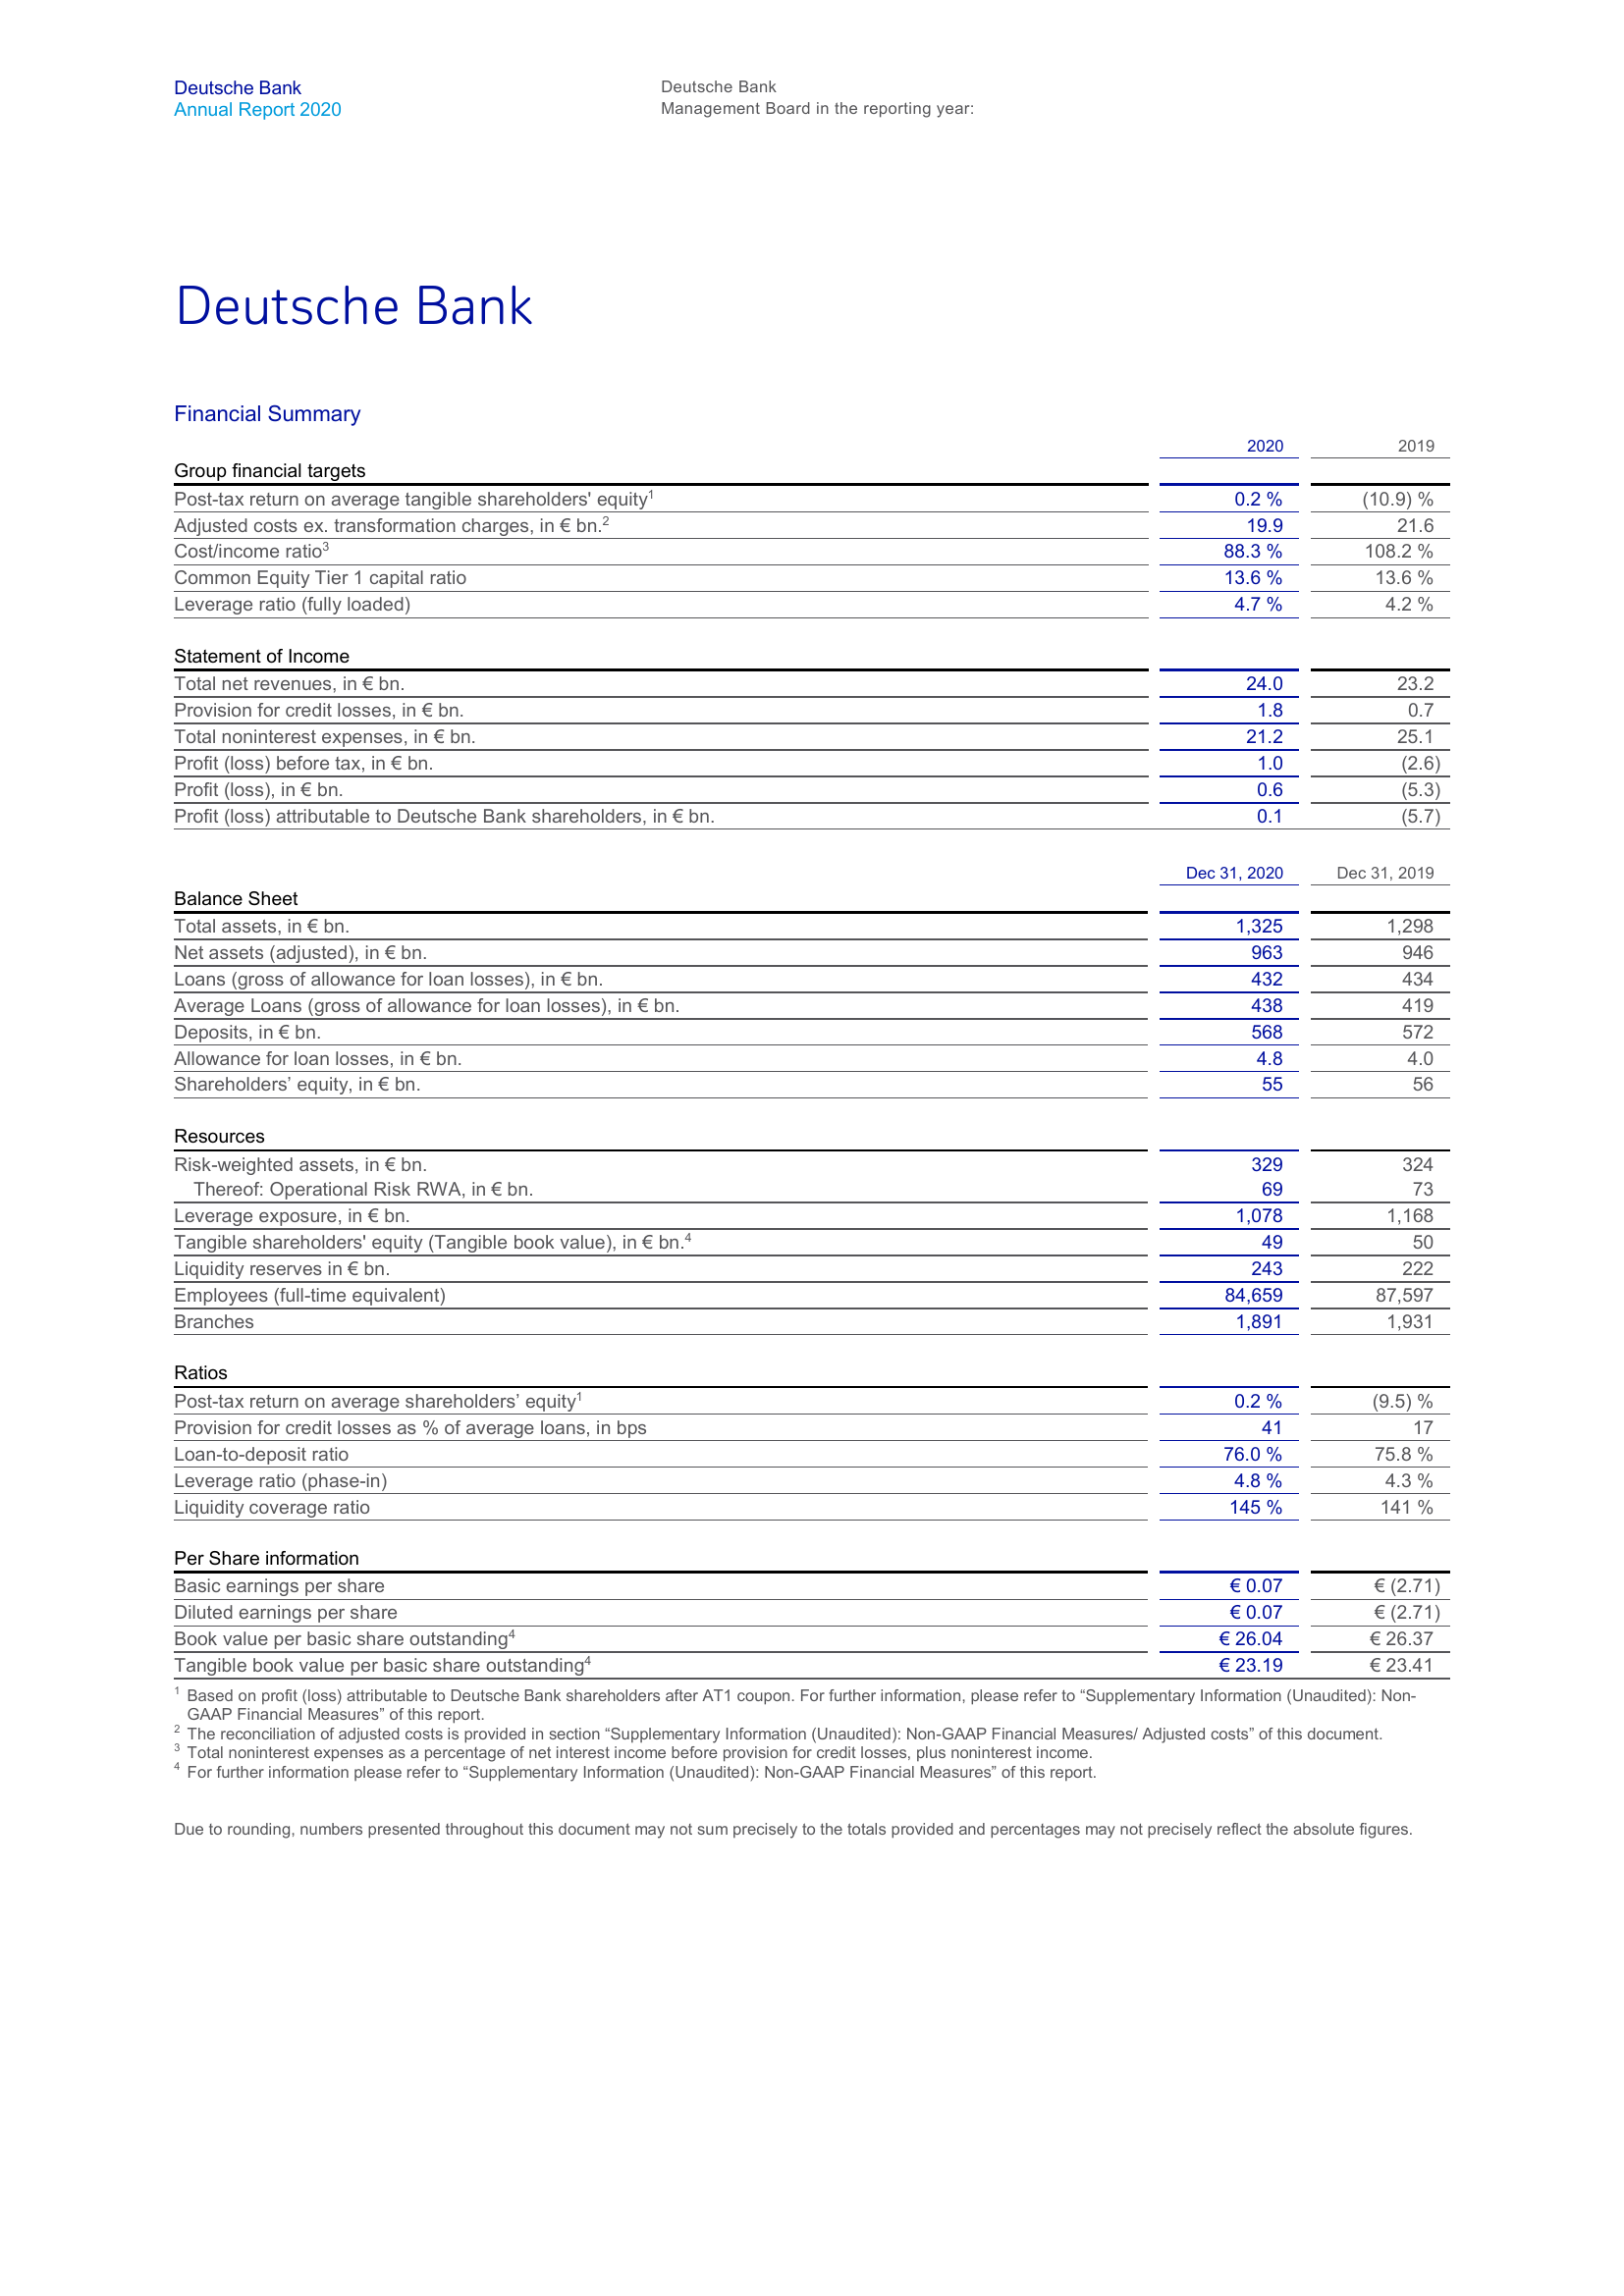 Deutsche Bank
Annual Report 2020
Deutsche Bank
Management Board in the reporting year:
Deutsche Bank
Financial Summary
2020 2019
Group financial targets
Post-tax return on average tangible shareholders' equity1 0.2 % (10.9) %
Adjusted costs ex. transformation charges, in € bn.2 19.9 21.6
Cost/income ratio3 88.3 % 108.2 %
Common Equity Tier 1 capital ratio 13.6 % 13.6 %
Leverage ratio (fully loaded) 4.7 % 4.2 %
Statement of Income
Total net revenues, in € bn. 24.0 23.2
Provision for credit losses, in € bn. 1.8 0.7
Total noninterest expenses, in € bn. 21.2 25.1
Profit (loss) before tax, in € bn. 1.0 (2.6)
Profit (loss), in € bn. 0.6 (5.3)
Profit (loss) attributable to Deutsche Bank shareholders, in € bn. 0.1 (5.7)
Dec 31, 2020 Dec 31, 2019
Balance Sheet
Total assets, in € bn. 1,325 1,298
Net assets (adjusted), in € bn. 963 946
Loans (gross of allowance for loan losses), in € bn. 432 434
Average Loans (gross of allowance for loan losses), in € bn. 438 419
Deposits, in € bn. 568 572
Allowance for loan losses, in € bn. 4.8 4.0
Shareholders’ equity, in € bn. 55 56
Resources
Risk-weighted assets, in € bn. 329 324
Thereof: Operational Risk RWA, in € bn. 69 73
Leverage exposure, in € bn. 1,078 1,168
Tangible shareholders' equity (Tangible book value), in € bn.4 49 50
Liquidity reserves in € bn. 243 222
Employees (full-time equivalent) 84,659 87,597
Branches 1,891 1,931
Ratios
Post-tax return on average shareholders’ equity1 0.2 % (9.5) %
Provision for credit losses as % of average loans, in bps 41 17
Loan-to-deposit ratio 76.0 % 75.8 %
Leverage ratio (phase-in) 4.8 % 4.3 %
Liquidity coverage ratio 145 % 141 %
Per Share information
Basic earnings per share € 0.07 € (2.71)
Diluted earnings per share € 0.07 € (2.71)
Book value per basic share outstanding4 € 26.04 € 26.37
Tangible book value per basic share outstanding4 € 23.19 € 23.41
1 Based on profit (loss) attributable to Deutsche Bank shareholders after AT1 coupon. For further information, please refer to “Supplementary Information (Unaudited): Non-
GAAP Financial Measures” of this report.
2 The reconciliation of adjusted costs is provided in section “Supplementary Information (Unaudited): Non-GAAP Financial Measures/ Adjusted costs” of this document.
3 Total noninterest expenses as a percentage of net interest income before provision for credit losses, plus noninterest income.
4 For further information please refer to “Supplementary Information (Unaudited): Non-GAAP Financial Measures” of this report.
Due to rounding, numbers presented throughout this document may not sum precisely to the totals provided and percentages may not precisely reflect the absolute figures.